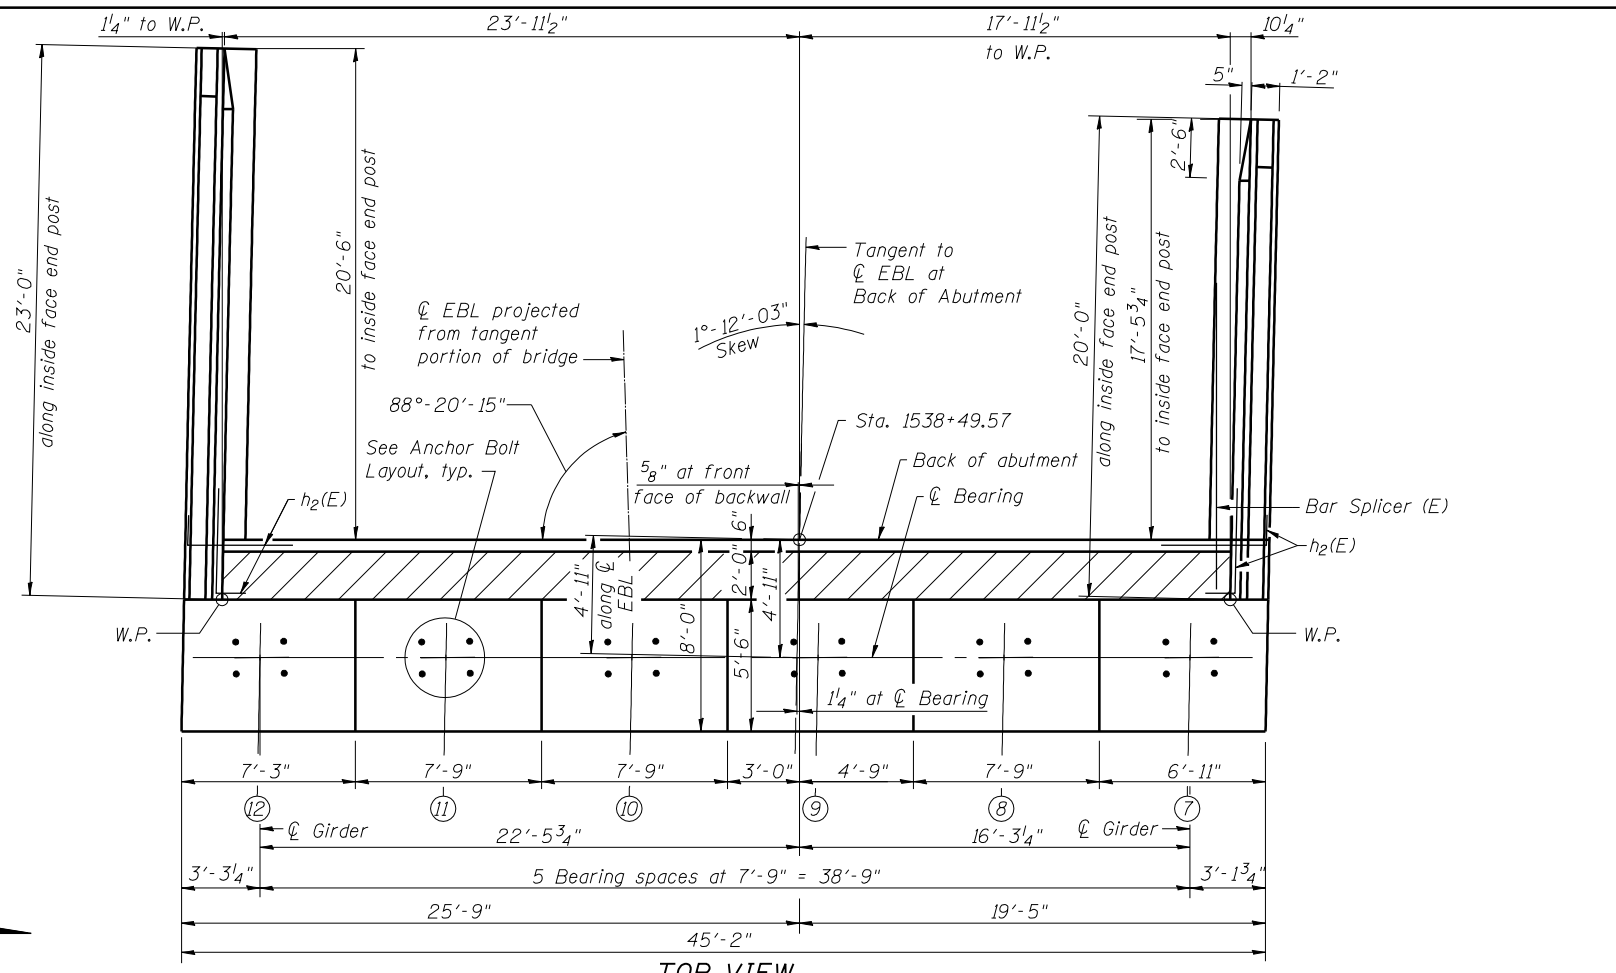 1¼" to W.P.
23'-11½"
17'-11½"
to W.P.
10¼"
5"
1'-2"
2'-6"
23'-0"
along inside face end post
20'-6"
to inside face end post
20'-0"
along inside face end post
17'-5¾"
to inside face end post
Tangent to
℄ EBL at
Back of Abutment
1°-12'-03"
Skew
℄ EBL projected
from tangent
portion of bridge
88°-20'-15"
See Anchor Bolt
Layout, typ.
Sta. 1538+49.57
⅝" at front
face of backwall
Back of abutment
℄ Bearing
h2(E)
Bar Splicer (E)
h2(E)
6"
2'-0"
4'-11"
along ℄
EBL
8'-0"
5'-6"
4'-11"
W.P.
W.P.
1¼" at ℄ Bearing
7'-3"
7'-9"
7'-9"
3'-0"
4'-9"
7'-9"
6'-11"
12
11
10
9
8
7
℄ Girder
22'-5¾"
16'-3¼"
℄ Girder
3'-3¼"
5 Bearing spaces at 7'-9" = 38'-9"
3'-1¾"
25'-9"
19'-5"
45'-2"
TOP VIEW